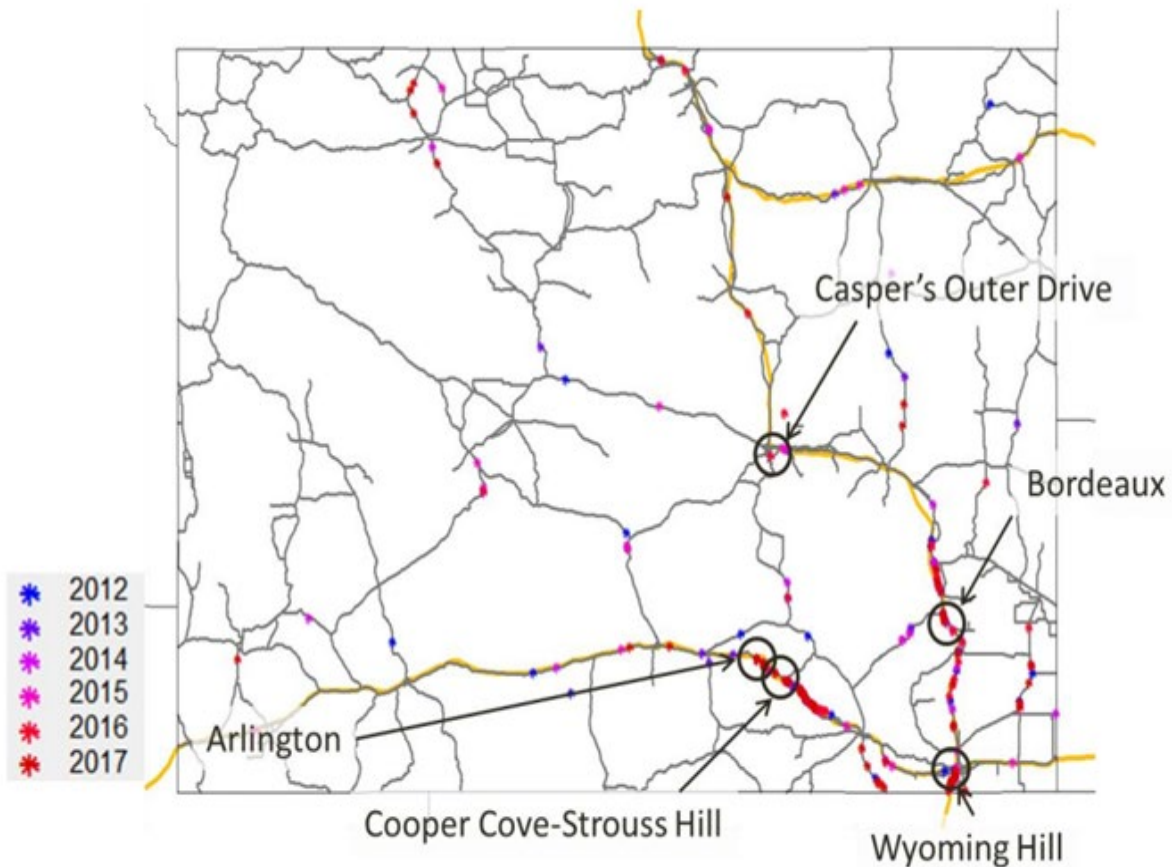 Casper's Outer Drive
Bordeaux
2012
2013
2014
2015
2016
2017
Arlington
Cooper Cove-Strouss Hill
Wyoming Hill